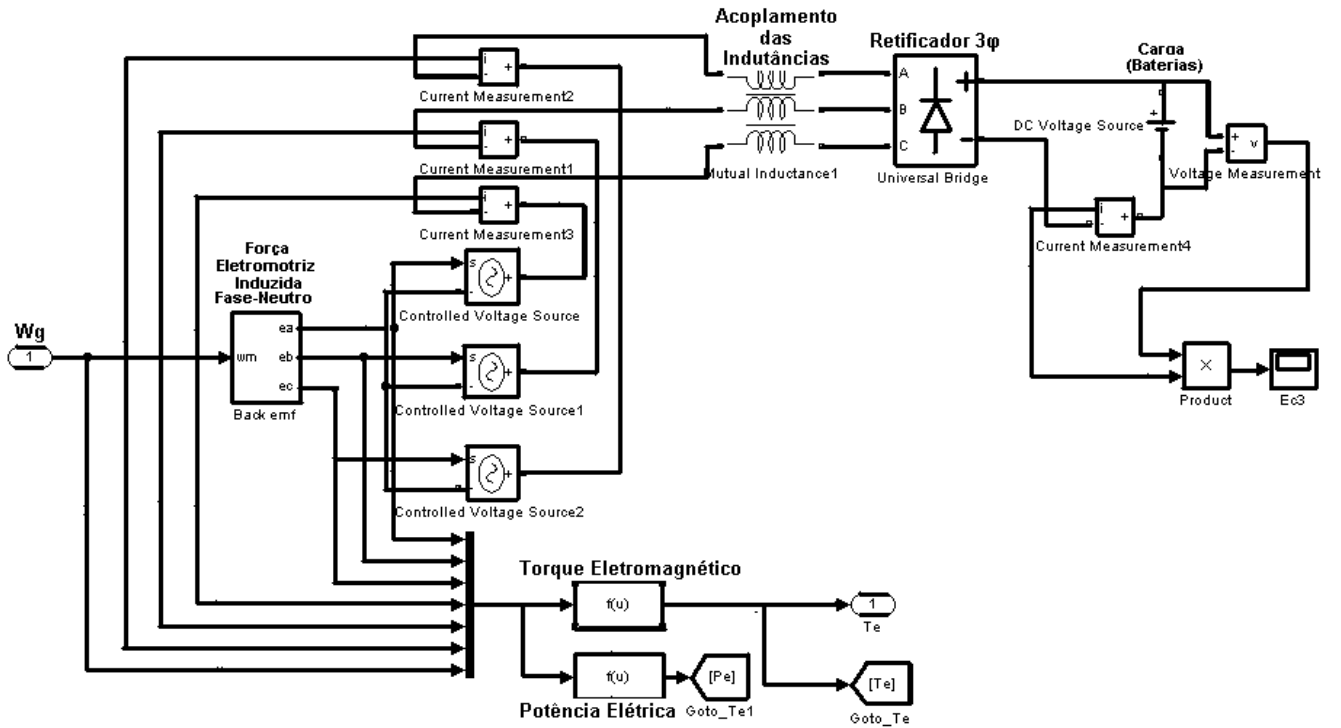 Acoplamento
das
Indutâncias
Retificador 3φ
Carga
(Baterias)
i
-
+
Current Measurement2
A
B
C
+
-
DC Voltage Source
+
+
-
v
Voltage Measurement
i
-
+
Current Measurement1
Mutual Inductance1
Universal Bridge
i
-
+
Current Measurement3
i
-
+
Current Measurement4
Força
Eletromotriz
Induzida
Fase-Neutro
s
-
+
Controlled Voltage Source
Wg
1
wm
ea
eb
ec
Back emf
s
-
+
Controlled Voltage Source1
×
Product
Ec3
s
-
+
Controlled Voltage Source2
Torque Eletromagnético
f(u)
1
Te
f(u)
[Pe]
Goto_Te1
[Te]
Goto_Te
Potência Elétrica